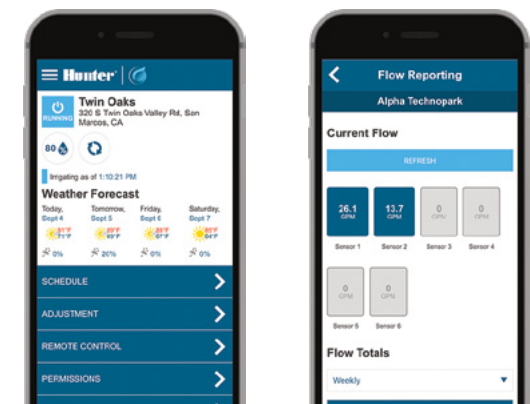 Hunter
RUNNING
Twin Oaks
320 S Twin Oaks Valley Rd, San
Marcos, CA
80
Irrigating as of 1:10:21 PM
Weather Forecast
Today, Tomorrow, Friday, Saturday,
Sept 4 Sept 5 Sept 6 Sept 7
0% 20% 0% 0%
SCHEDULE
ADJUSTMENT
REMOTE CONTROL
PERMISSIONS
Flow Reporting
Alpha Technopark
Current Flow
REFRESH
26.1 13.7 0 0
GPM GPM GPM GPM
Sensor 1 Sensor 2 Sensor 3 Sensor 4
0 0
GPM GPM
Sensor 5 Sensor 6
Flow Totals
Weekly